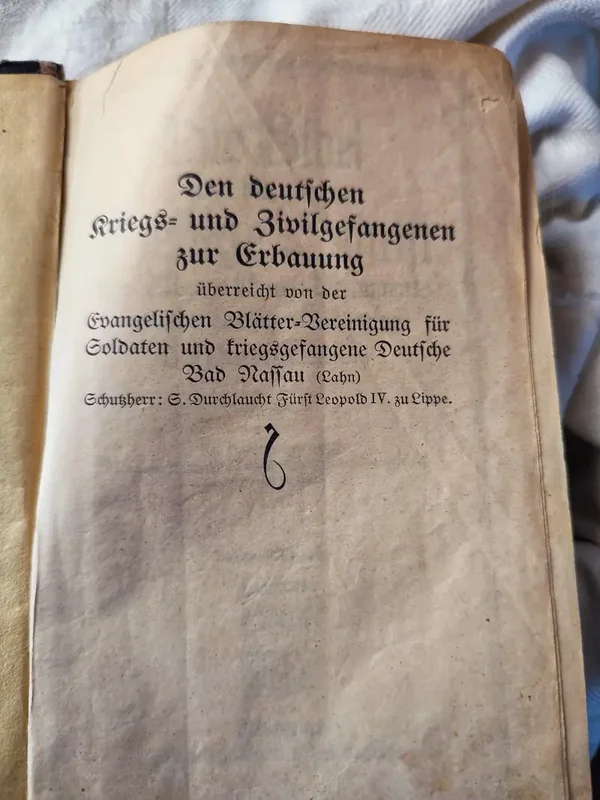 Den deutschen
Kriegs- und Zivilgefangenen
zur Erbauung
überreicht von der
Evangelischen Blätter-Vereinigung für
Soldaten und kriegsgefangene Deutsche
Bad Nassau (Lahn)
Schutzherr: S. Durchlaucht Fürst Leopold IV. zu Lippe.